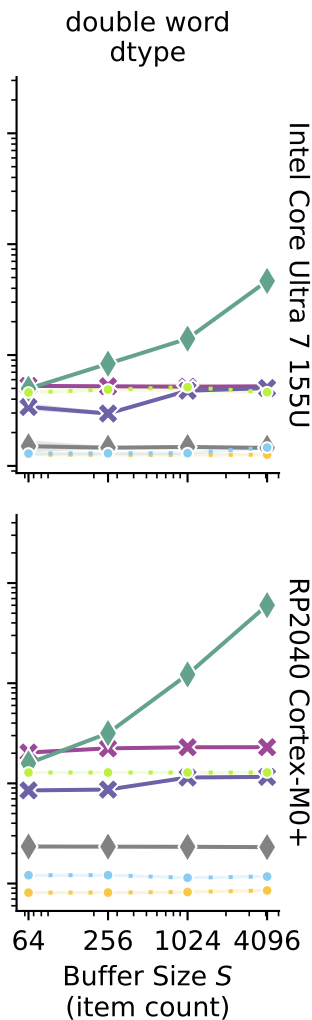 double word
dtype
Intel Core Ultra 7 155U
RP2040 Cortex-M0+
64 256 1024 4096
Buffer Size S
(item count)